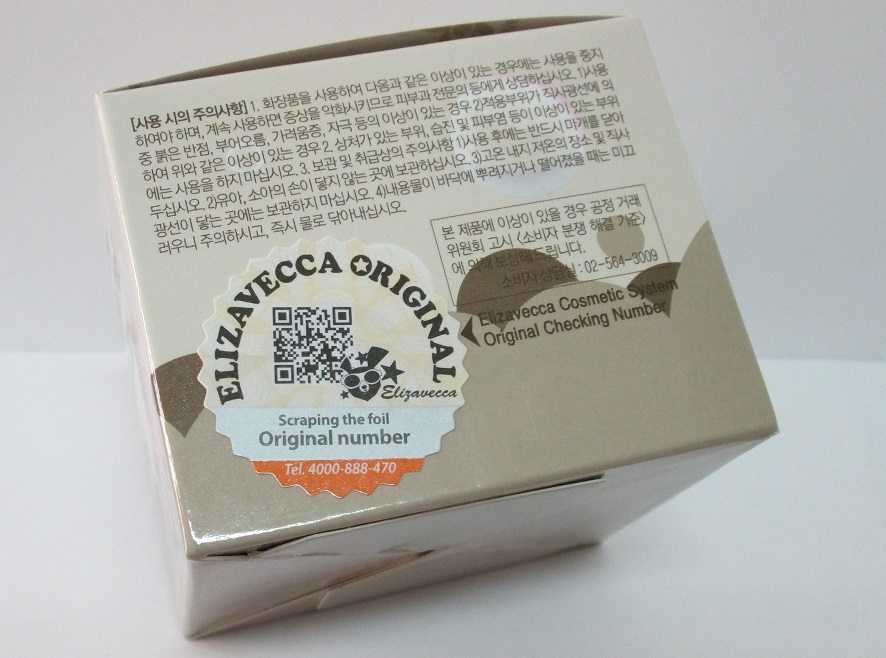 [사용 시의 주의사항] 1. 화장품을 사용하여 다음과 같은 이상이 있는 경우에는 사용을 중지
하여야 하며, 계속 사용하면 증상을 악화시키므로 피부과 전문의 등에게 상담하십시오. 1)사용
중 붉은 반점, 부어오름, 가려움증, 자극 등의 이상이 있는 경우 2)적용부위가 직사광선에 의
하여 위와 같은 이상이 있는 경우 2. 상처가 있는 부위, 습진 및 피부염 등이 이상이 있는 부위
에는 사용을 하지 마십시오. 3. 보관 및 취급상의 주의사항 1)사용 후에는 반드시 마개를 닫아
두십시오. 2)유아, 소아의 손이 닿지 않는 곳에 보관하십시오. 3)고온 내지 저온의 장소 및 직사
광선이 닿는 곳에는 보관하지 마십시오. 4)내용물이 바닥에 뿌려지거나 떨어졌을 때는 미끄
러우니 주의하시고, 즉시 물로 닦아내십시오.
본 제품에 이상이 있을 경우 공정 거래
위원회 고시 <소비자 분쟁 해결 기준>
에 의해 보상해 드립니다.
소비자 상담실 : 02-564-3009
Elizavecca Cosmetic System
Original Checking Number
ELIZAVECCA ORIGINAL
Elizavecca
Scraping the foil
Original number
Tel. 4000-888-470